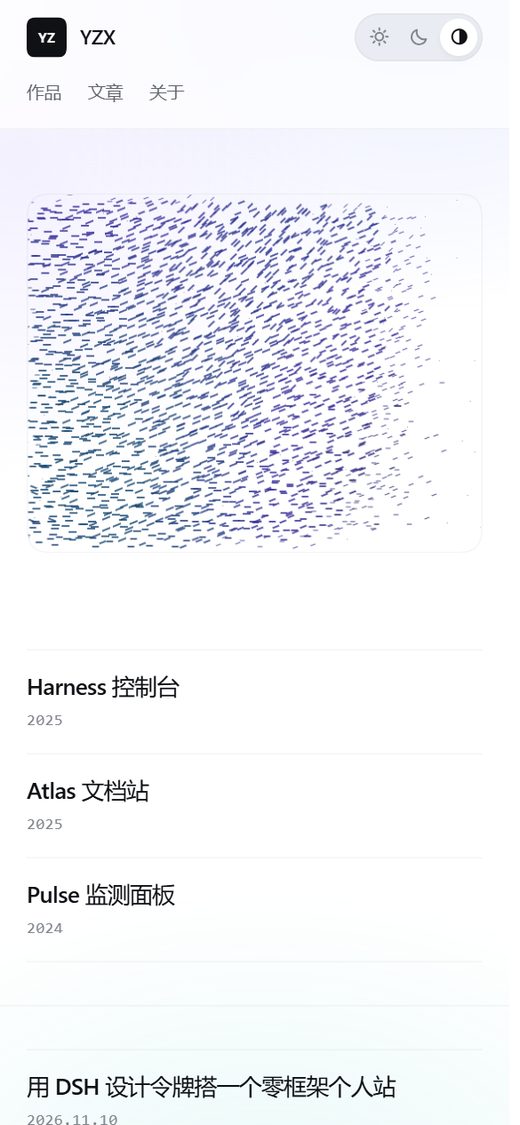 YZ
YZX
作品
文章
关于
Harness 控制台
2025
Atlas 文档站
2025
Pulse 监测面板
2024
用 DSH 设计令牌搭一个零框架个人站
2026.11.10